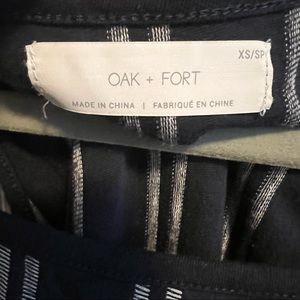 XS/SP
OAK + FORT
MADE IN CHINA | FABRIQUÉ EN CHINE